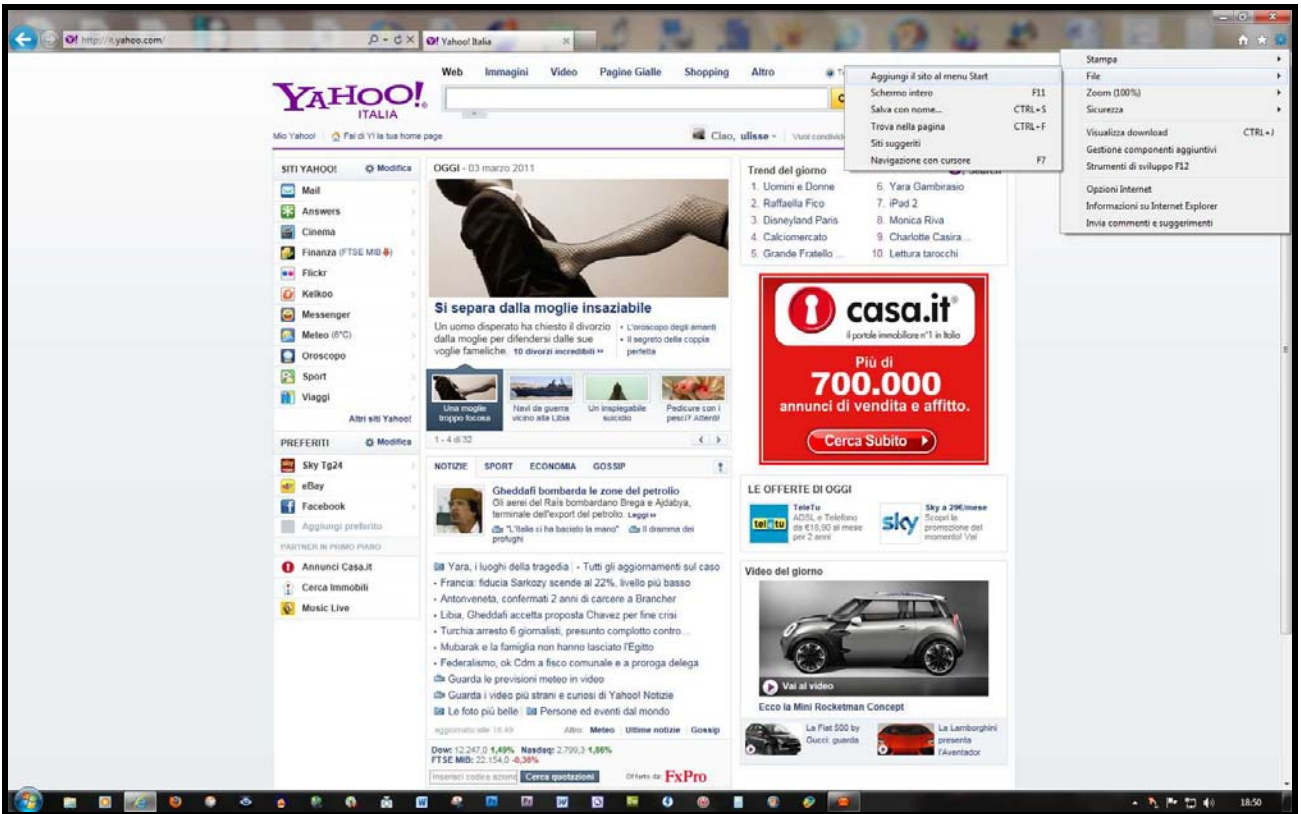 http://it.yahoo.com/
Yahoo! Italia
Stampa
File
Zoom (100%)
Sicurezza
Visualizza download CTRL+J
Gestione componenti aggiuntivi
Strumenti di sviluppo F12
Opzioni Internet
Informazioni su Internet Explorer
Invia commenti e suggerimenti
Aggiungi il sito al menu Start
Schermo intero F11
Salva con nome... CTRL+S
Trova nella pagina CTRL+F
Siti suggeriti
Navigazione con cursore F7
Web Immagini Video Pagine Gialle Shopping Altro
YAHOO!
ITALIA
Mio Yahoo! Fai di Y! la tua home page
Ciao, ulisse Vuoi condivide
SITI YAHOO! Modifica
Mail
Answers
Cinema
Finanza (FTSE MIB)
Flickr
Kelkoo
Messenger
Meteo (6°C)
Oroscopo
Sport
Viaggi
Altri siti Yahoo!
PREFERITI Modifica
Sky Tg24
eBay
Facebook
Aggiungi preferito
PARTNER IN PRIMO PIANO
Annunci Casa.it
Cerca Immobili
Music Live
OGGI - 03 marzo 2011
Si separa dalla moglie insaziabile
Un uomo disperato ha chiesto il divorzio
dalla moglie per difendersi dalle sue
voglie fameliche. 10 divorzi incredibili »
• L'oroscopo degli amanti
• Il segreto della coppia
perfetta
Una moglie
troppo focosa
Navi da guerra
vicino alla Libia
Un inspiegabile
suicidio
Pedicure con i
pesci? Attenti!
1 - 4 di 32
NOTIZIE SPORT ECONOMIA GOSSIP
Gheddafi bombarda le zone del petrolio
Gli aerei del Raìs bombardano Brega e Ajdabya,
terminale dell'export del petrolio. Leggi »
"L'Italia ci ha baciato la mano" Il dramma dei
profughi
Yara, i luoghi della tragedia | • Tutti gli aggiornamenti sul caso
• Francia: fiducia Sarkozy scende al 22%, livello più basso
• Antonveneta, confermati 2 anni di carcere a Brancher
• Libia, Gheddafi accetta proposta Chavez per fine crisi
• Turchia:arresto 6 giornalisti, presunto complotto contro...
• Mubarak e la famiglia non hanno lasciato l'Egitto
• Federalismo, ok Cdm a fisco comunale e a proroga delega
Guarda le previsioni meteo in video
Guarda i video più strani e curiosi di Yahoo! Notizie
Le foto più belle | Persone ed eventi dal mondo
aggiornato alle 18:49 Altro: Meteo | Ultime notizie | Gossip
Dow: 12.247,0 1,49% Nasdaq: 2.799,3 1,86%
FTSE MIB: 22.154,0 -0,38%
Inserisci codice azione Cerca quotazioni Offerto da: FxPro
Trend del giorno Search
1. Uomini e Donne
2. Raffaella Fico
3. Disneyland Paris
4. Calciomercato
5. Grande Fratello ...
6. Yara Gambirasio
7. iPad 2
8. Monica Riva
9. Charlotte Casira...
10. Lettura tarocchi
casa.it
il portale immobiliare n°1 in Italia
Più di
700.000
annunci di vendita e affitto.
Cerca Subito
LE OFFERTE DI OGGI
teletu
TeleTu
ADSL e Telefono
da €18,90 al mese
per 2 anni
sky
Sky a 29€/mese
Scopri la
promozione del
momento! Vai
Video del giorno
Vai al video
Ecco la Mini Rocketman Concept
La Fiat 500 by
Gucci: guarda
La Lamborghini
presenta
l'Aventador
18:50